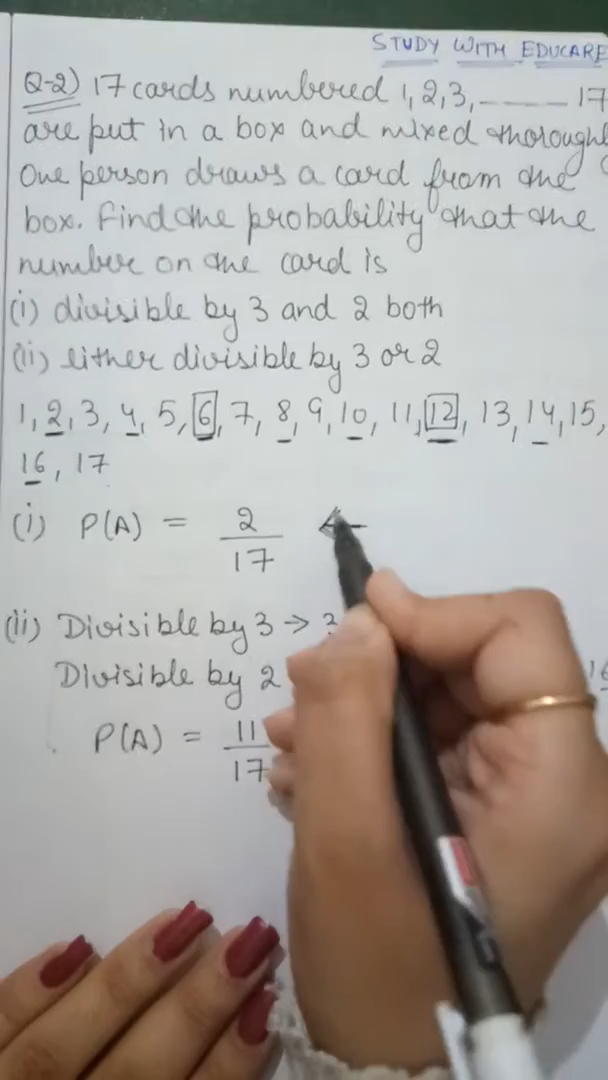 STUDY WITH EDUCARE
Q-2) 17 cards numbered 1, 2, 3, ___ 17
are put in a box and mixed
One person draws a card from the
box. Find the probability that the
number on the card is
(i) divisible by 3 and 2 both
(ii) either divisible by 3 or 2
1, 2, 3, 4, 5, 6, 7, 8, 9, 10, 11, 12, 13, 14, 15,
16, 17
(i) P(A) = 2/17 ←
(ii) Divisible by 3 → 3
Divisible by 2
P(A) = 11/17